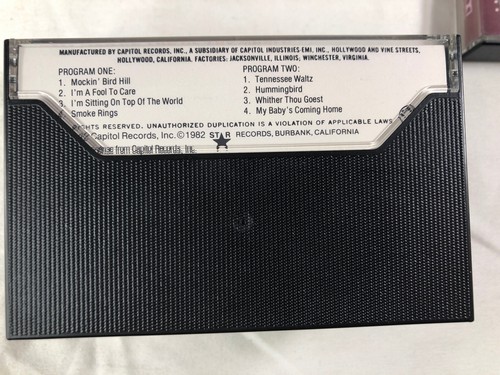 MANUFACTURED BY CAPITOL RECORDS, INC., A SUBSIDIARY OF CAPITOL INDUSTRIES-EMI, INC., HOLLYWOOD AND VINE STREETS,
HOLLYWOOD, CALIFORNIA. FACTORIES: JACKSONVILLE, ILLINOIS; WINCHESTER, VIRGINIA.
PROGRAM ONE:
1. Mockin' Bird Hill
2. I'm A Fool To Care
3. I'm Sitting On Top Of The World
4. Smoke Rings
PROGRAM TWO:
1. Tennessee Waltz
2. Hummingbird
3. Whither Thou Goest
4. My Baby's Coming Home
RIGHTS RESERVED. UNAUTHORIZED DUPLICATION IS A VIOLATION OF APPLICABLE LAWS
Capitol Records, Inc. ©1982 STAR RECORDS, BURBANK, CALIFORNIA
from Capitol Records, Inc.